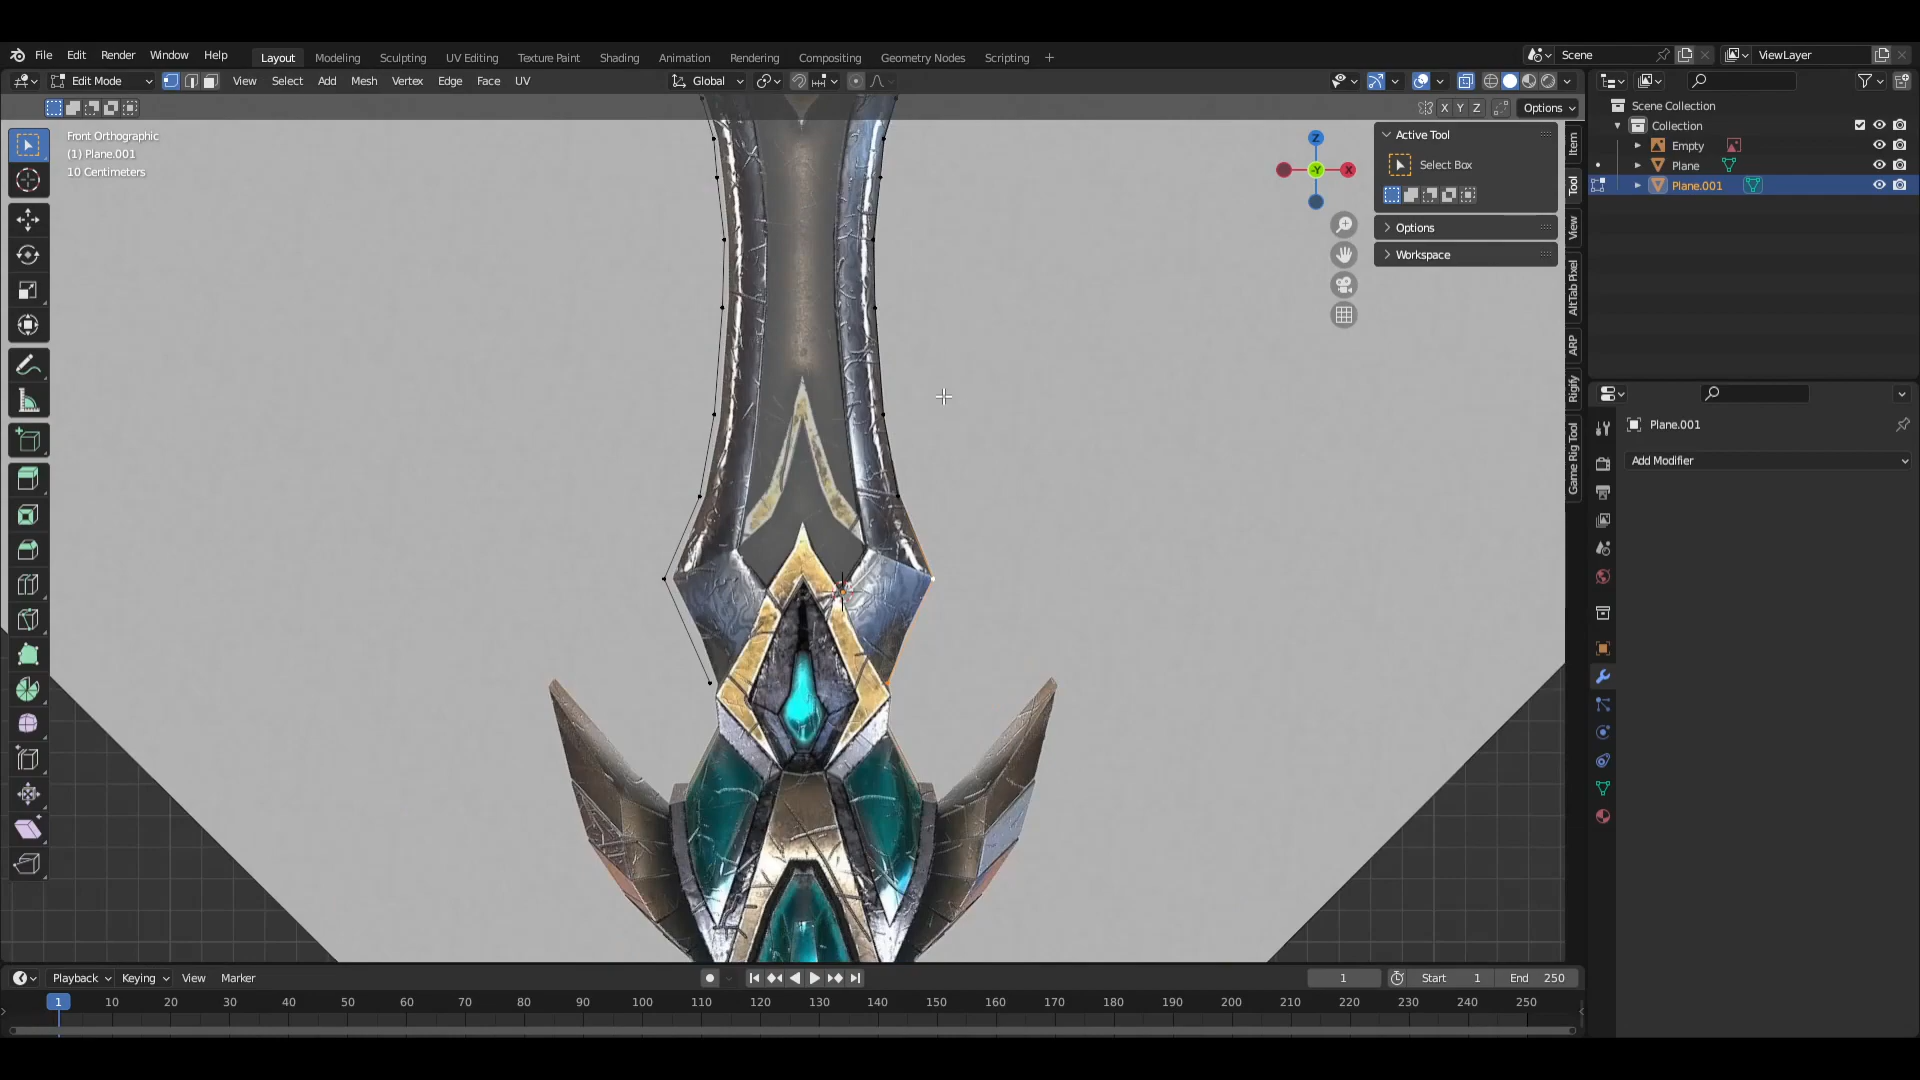 File Edit Render Window Help Layout Modeling Sculpting UV Editing Texture Paint Shading Animation Rendering Compositing Geometry Nodes Scripting + Scene ViewLayer
Edit Mode View Select Add Mesh Vertex Edge Face UV Global
X Y Z Options
Front Orthographic
(1) Plane.001
10 Centimeters
Z
-Y
X
Active Tool
Select Box
Options
Workspace
Item
Tool
View
AltTab Pixel
ARP
Rigify
Game Rig Tool
Scene Collection
Collection
Empty
Plane
Plane.001
Plane.001
Add Modifier
Playback Keying View Marker 1 Start 1 End 250
1 10 20 30 40 50 60 70 80 90 100 110 120 130 140 150 160 170 180 190 200 210 220 230 240 250